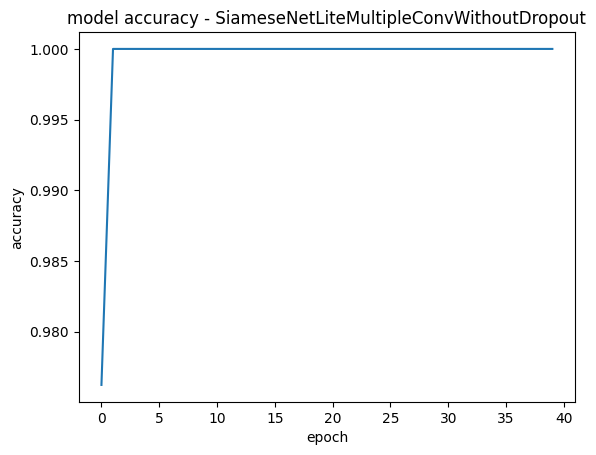 model accuracy - SiameseNetLiteMultipleConvWithoutDropout
1.000
0.995
0.990
0.985
0.980
accuracy
0 5 10 15 20 25 30 35 40
epoch